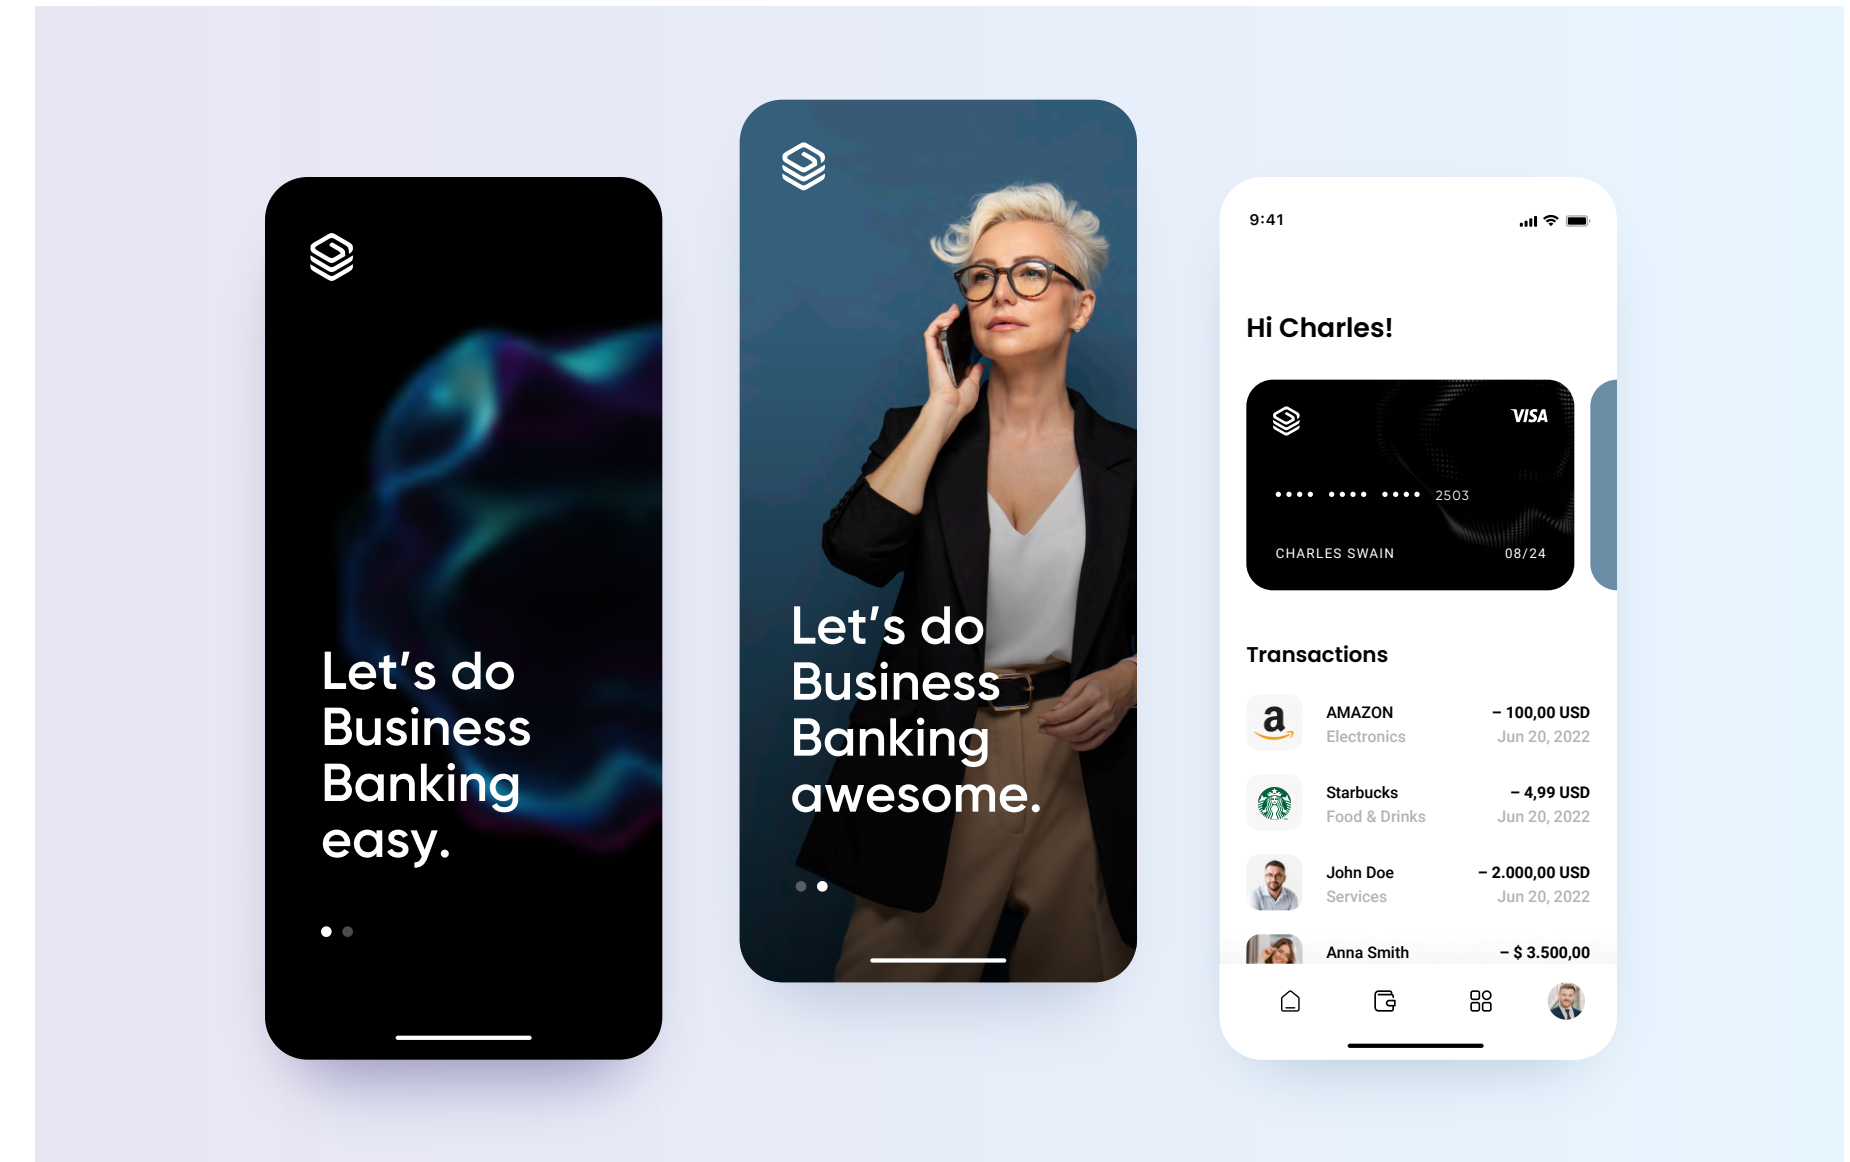 Let's do
Business
Banking
easy.
Let's do
Business
Banking
awesome.
9:41
Hi Charles!
VISA
•••• •••• •••• 2503
CHARLES SWAIN 08/24
Transactions
a AMAZON – 100,00 USD
Electronics Jun 20, 2022
Starbucks – 4,99 USD
Food & Drinks Jun 20, 2022
John Doe – 2.000,00 USD
Services Jun 20, 2022
Anna Smith – $ 3.500,00